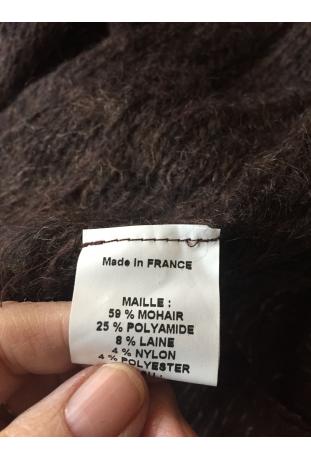 Made in FRANCE
MAILLE :
59 % MOHAIR
25 % POLYAMIDE
8 % LAINE
4 % NYLON
4 % POLYESTER